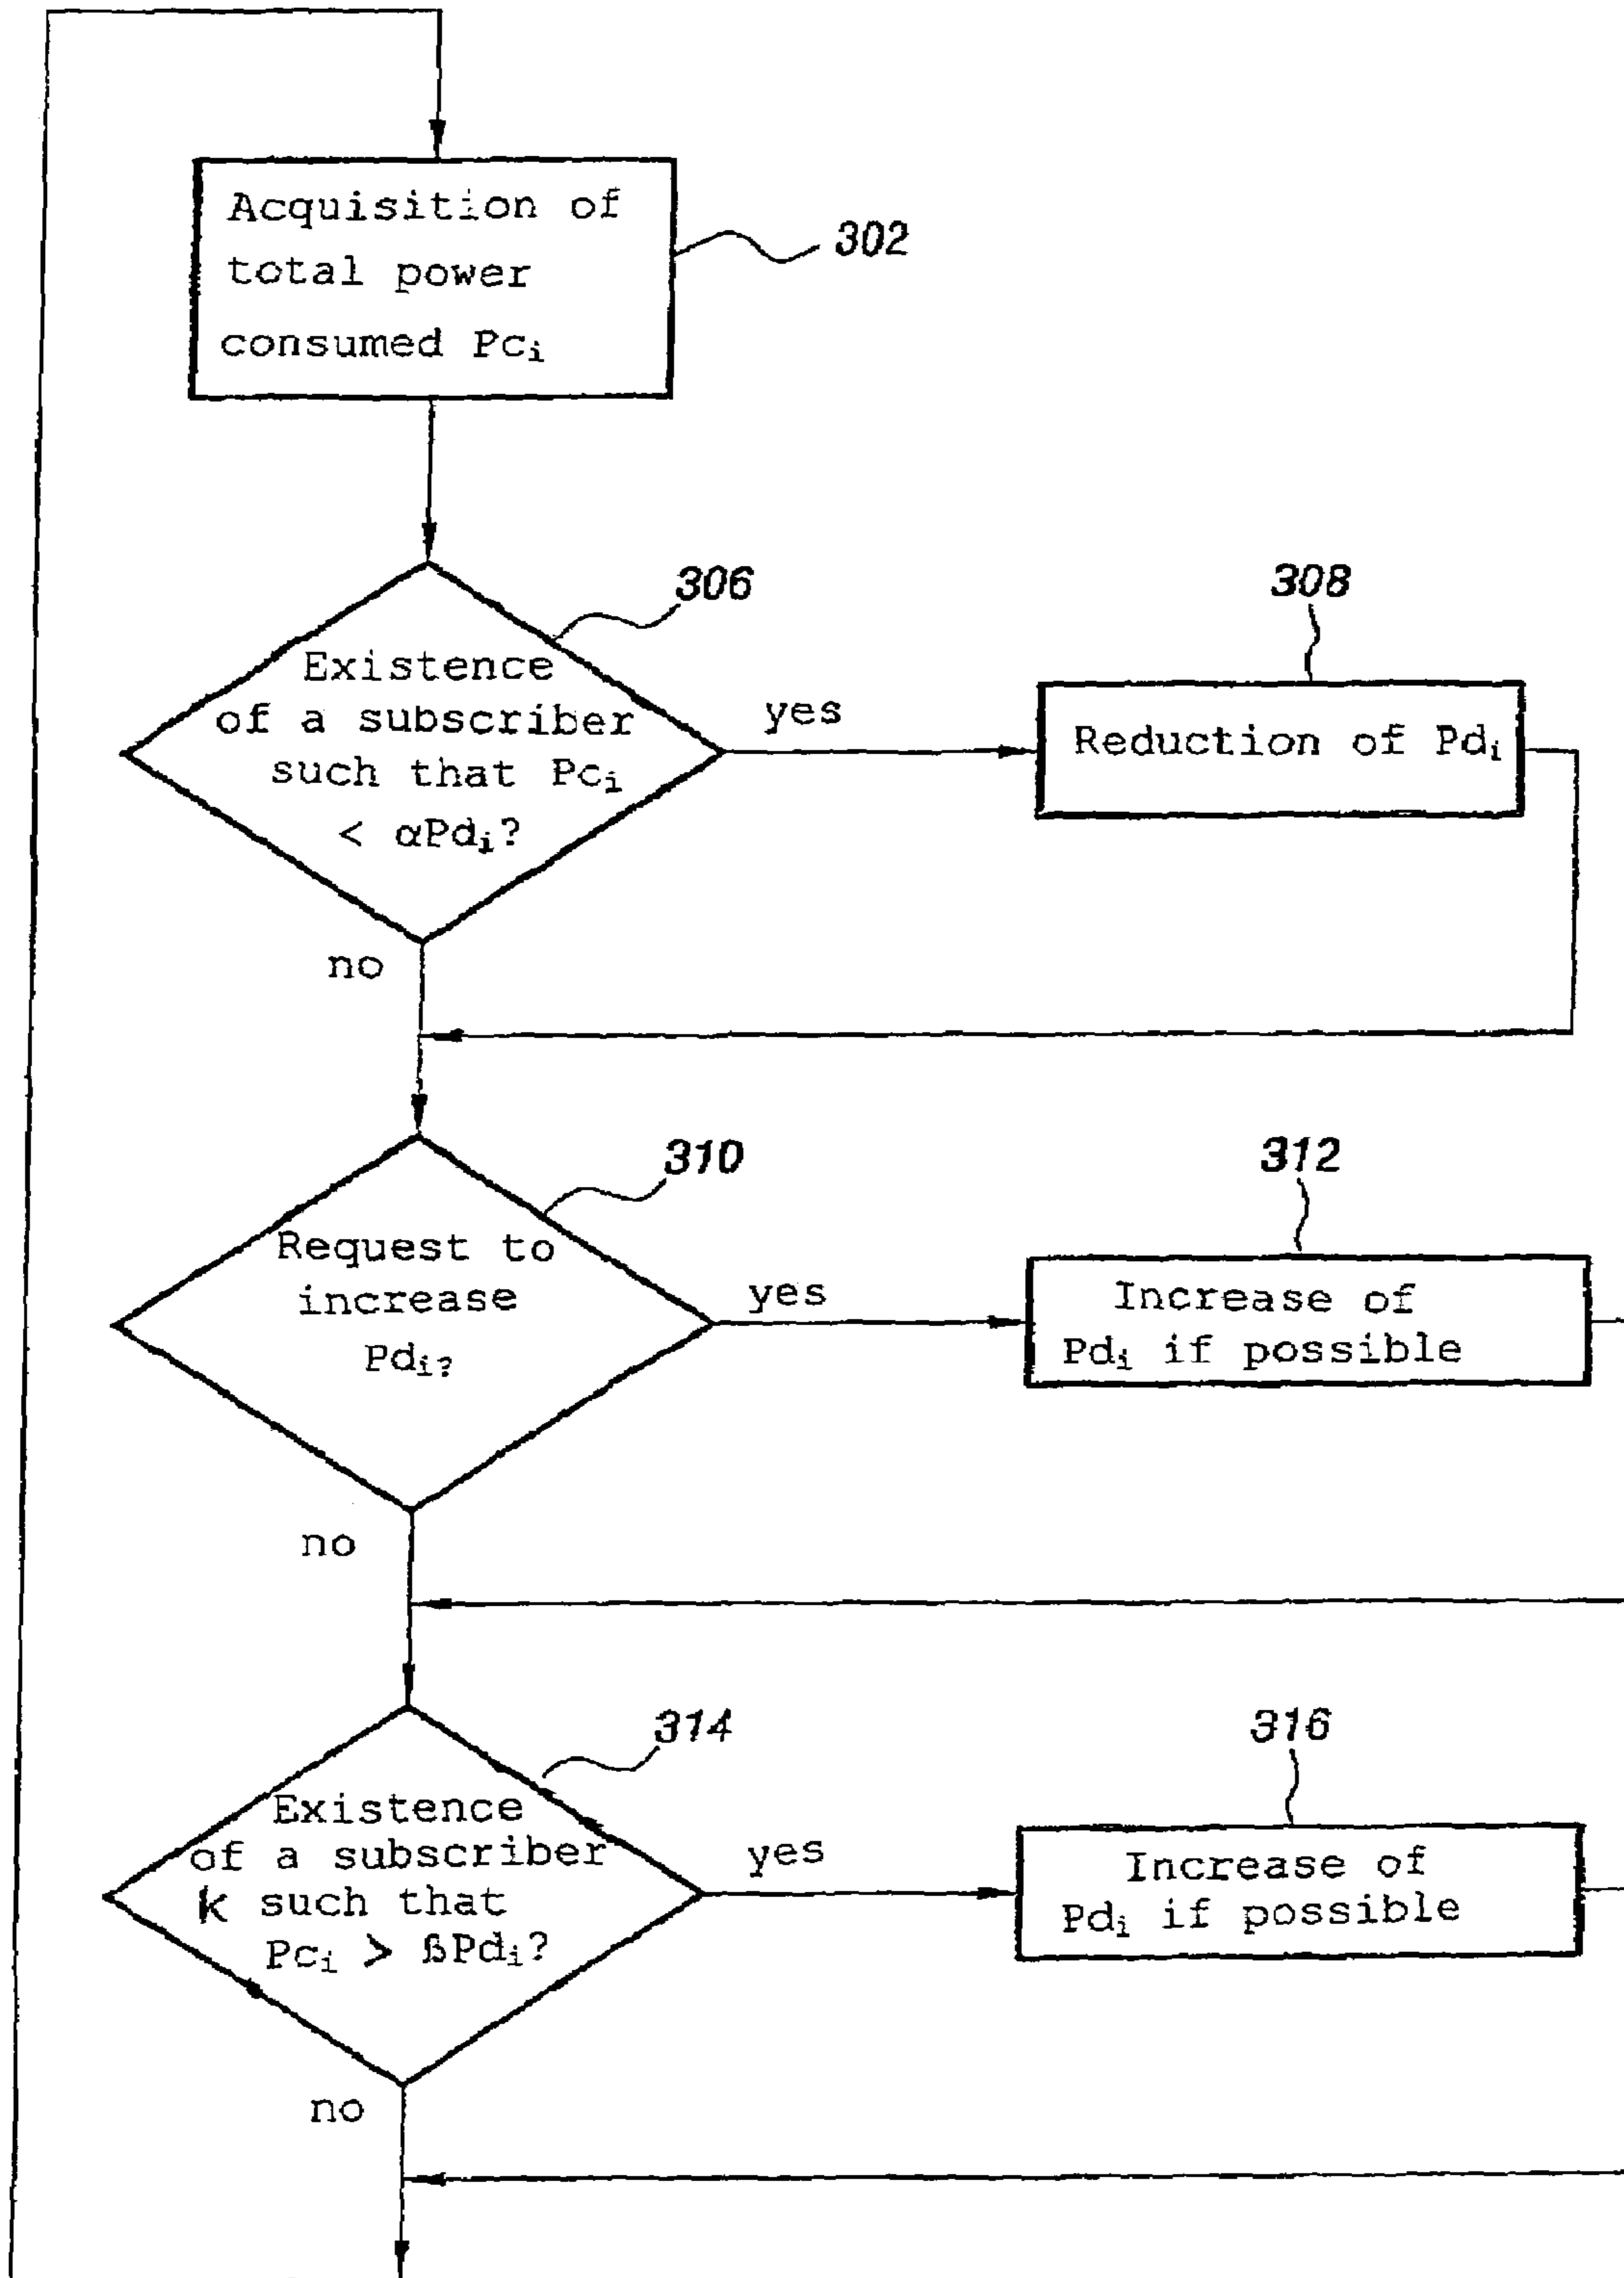 Acquisition of
total power
consumed Pcᵢ
302
306
Existence
of a subscriber
such that Pcᵢ
< αPdᵢ?
yes
308
Reduction of Pdᵢ
no
310
Request to
increase
Pdᵢ?
yes
312
Increase of
Pdᵢ if possible
no
314
Existence
of a subscriber
k such that
Pcᵢ > ßPdᵢ?
yes
316
Increase of
Pdᵢ if possible
no